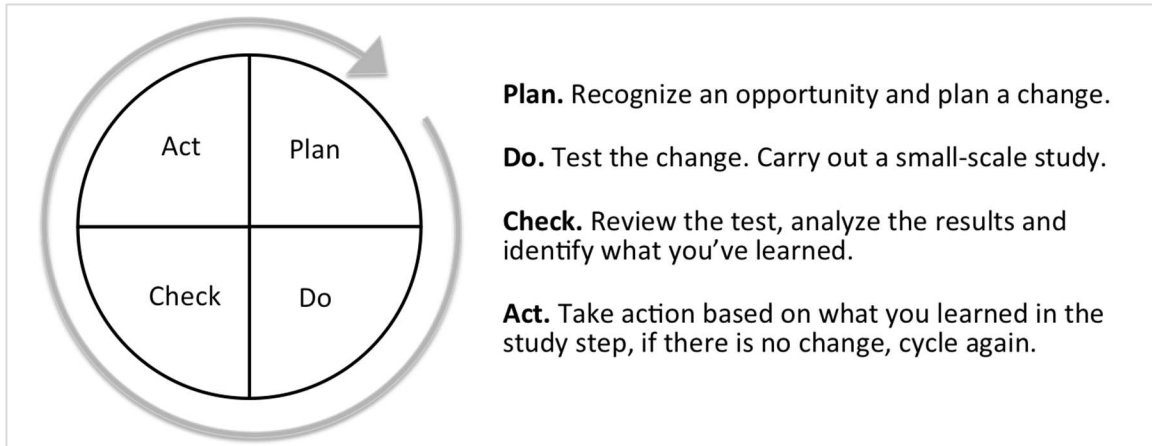 Act
Plan
Check
Do
Plan. Recognize an opportunity and plan a change.
Do. Test the change. Carry out a small-scale study.
Check. Review the test, analyze the results and
identify what you’ve learned.
Act. Take action based on what you learned in the
study step, if there is no change, cycle again.